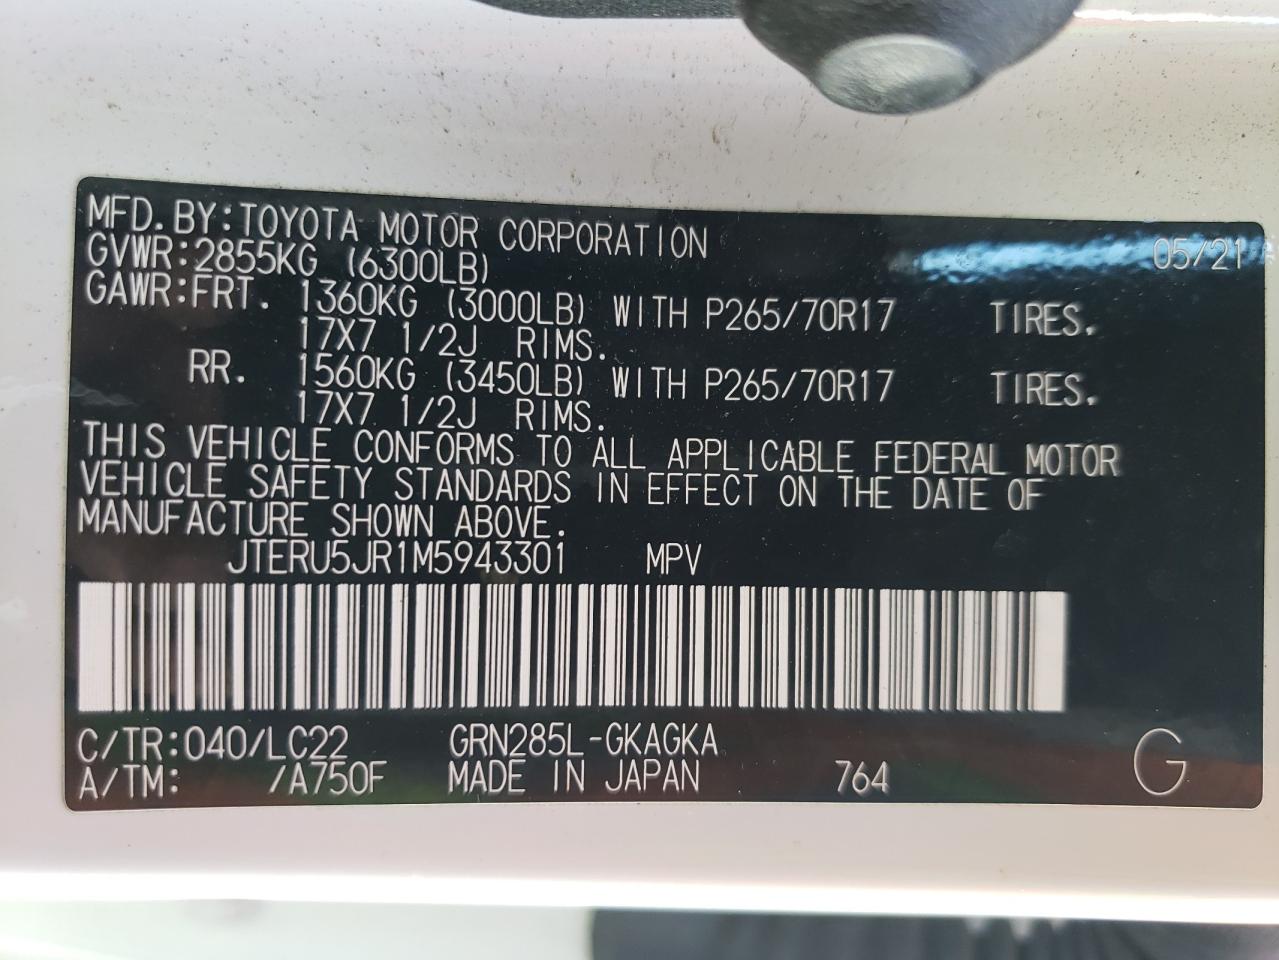 MFD.BY:TOYOTA MOTOR CORPORATION 05/21
GVWR:2855KG (6300LB)
GAWR:FRT. 1360KG (3000LB) WITH P265/70R17 TIRES.
17X7 1/2J RIMS.
RR. 1560KG (3450LB) WITH P265/70R17 TIRES.
17X7 1/2J RIMS.
THIS VEHICLE CONFORMS TO ALL APPLICABLE FEDERAL MOTOR
VEHICLE SAFETY STANDARDS IN EFFECT ON THE DATE OF
MANUFACTURE SHOWN ABOVE.
JTERU5JR1M5943301 MPV
C/TR:040/LC22 GRN285L-GKAGKA
A/TM: /A750F MADE IN JAPAN 764 G